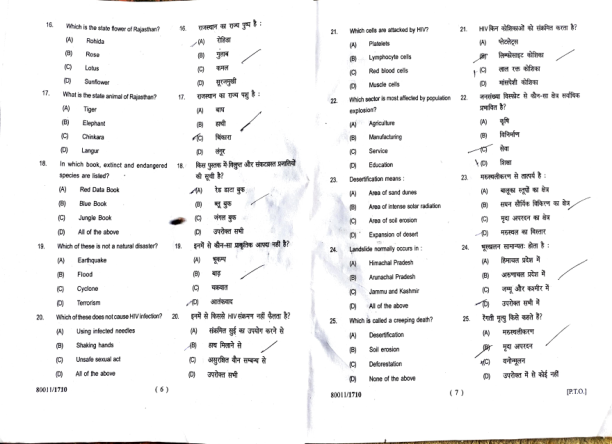 16. Which is the state flower of Rajasthan?
(A) Rohida
(B) Rosa
(C) Lotus
(D) Sunflower
17. What is the state animal of Rajasthan?
(A) Tiger
(B) Elephant
(C) Chinkara
(D) Langur
18. In which book, extinct and endangered
species are listed?
(A) Red Data Book
(B) Blue Book
(C) Jungle Book
(D) All of the above
19. Which of these is not a natural disaster?
(A) Earthquake
(B) Flood
(C) Cyclone
(D) Terrorism
20. Which of these does not cause HIV infection?
(A) Using infected needles
(B) Shaking hands
(C) Unsafe sexual act
(D) All of the above
80011/1710
16. राजस्थान का राज्य पुष्प है :
(A) रोहिडा
(B) गुलाब
(C) कमल
(D) सूरजमुखी
17. राजस्थान का राज्य पशु है :
(A) बाघ
(B) हाथी
(C) चिंकारा
(D) लंगूर
18. किस पुस्तक में विलुप्त और संकटग्रस्त प्रजातियों
की सूची है?
(A) रेड डाटा बुक
(B) ब्लू बुक
(C) जंगल बुक
(D) उपरोक्त सभी
19. इनमें से कौन-सा प्राकृतिक आपदा नहीं है?
(A) भूकम्प
(B) बाढ़
(C) चक्रवात
(D) आतंकवाद
20. इनमें से किससे HIV संक्रमण नहीं फैलता है?
(A) संक्रमित सुई का उपयोग करने से
(B) हाथ मिलाने से
(C) असुरक्षित यौन सम्बन्ध से
(D) उपरोक्त सभी
( 6 )
21. Which cells are attacked by HIV?
(A) Platelets
(B) Lymphocyte cells
(C) Red blood cells
(D) Muscle cells
22. Which sector is most affected by population
explosion?
(A) Agriculture
(B) Manufacturing
(C) Service
(D) Education
23. Desertification means :
(A) Area of sand dunes
(B) Area of intense solar radiation
(C) Area of soil erosion
(D) Expansion of desert
24. Landslide normally occurs in :
(A) Himachal Pradesh
(B) Arunachal Pradesh
(C) Jammu and Kashmir
(D) All of the above
25. Which is called a creeping death?
(A) Desertification
(B) Soil erosion
(C) Deforestation
(D) None of the above
80011/1710
21. HIV किन कोशिकाओं को संक्रमित करता है?
(A) प्लेटलेट्स
(B) लिम्फोसाइट कोशिका
(C) लाल रक्त कोशिका
(D) मांसपेशी कोशिका
22. जनसंख्या विस्फोट से कौन-सा क्षेत्र सर्वाधिक
प्रभावित है?
(A) कृषि
(B) विनिर्माण
(C) सेवा
(D) शिक्षा
23. मरुस्थलीकरण से तात्पर्य है :
(A) बालूका स्तूपों का क्षेत्र
(B) सघन सौर्यिक विकिरण का क्षेत्र
(C) मृदा अपरदन का क्षेत्र
(D) मरुस्थल का विस्तार
24. भूस्खलन सामान्यतः होता है :
(A) हिमाचल प्रदेश में
(B) अरुणाचल प्रदेश में
(C) जम्मू और काश्मीर में
(D) उपरोक्त सभी में
25. रेंगती मृत्यु किसे कहते है?
(A) मरुस्थलीकरण
(B) मृदा अपरदन
(C) वनोन्मूलन
(D) उपरोक्त में से कोई नहीं
( 7 )
[P.T.O.]